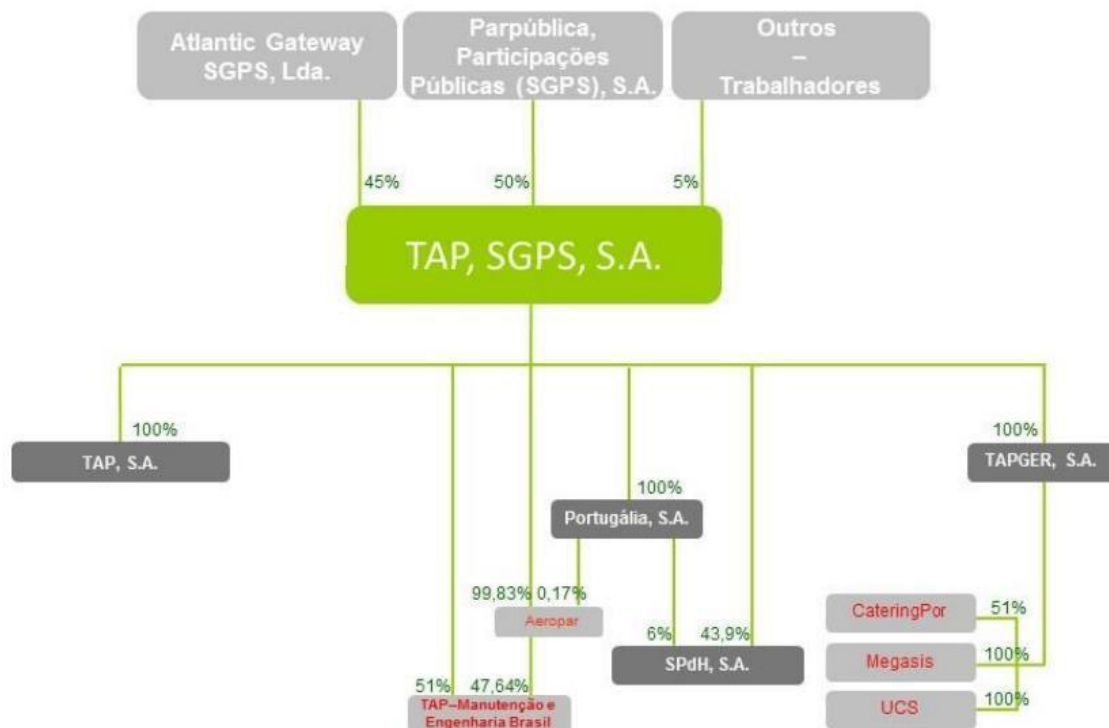 Atlantic Gateway
SGPS, Lda.
Parpública,
Participações
Públicas (SGPS), S.A.
Outros
–
Trabalhadores
45%
50%
5%
TAP, SGPS, S.A.
100%
TAP, S.A.
100%
TAPGER, S.A.
100%
Portugália, S.A.
99,83%
0,17%
Aeropar
6%
43,9%
SPdH, S.A.
CateringPor
51%
Megasis
100%
UCS
100%
51%
47,64%
TAP–Manutenção e
Engenharia Brasil